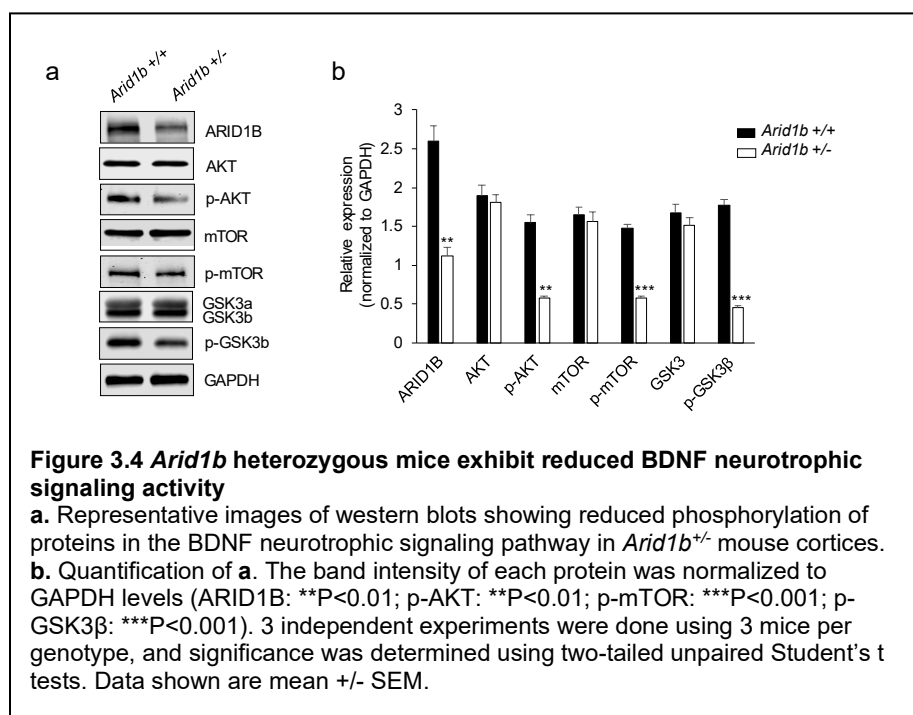 a
Arid1b +/+
Arid1b +/-
ARID1B
AKT
p-AKT
mTOR
p-mTOR
GSK3a
GSK3b
p-GSK3b
GAPDH
b
Relative expression
(normalized to GAPDH)
3
2.5
2
1.5
1
0.5
0
Arid1b +/+
Arid1b +/-
**
**
***
***
ARID1B
AKT
p-AKT
mTOR
p-mTOR
GSK3
p-GSK3β
Figure 3.4 Arid1b heterozygous mice exhibit reduced BDNF neurotrophic
signaling activity
a. Representative images of western blots showing reduced phosphorylation of
proteins in the BDNF neurotrophic signaling pathway in Arid1b+/- mouse cortices.
b. Quantification of a. The band intensity of each protein was normalized to
GAPDH levels (ARID1B: **P<0.01; p-AKT: **P<0.01; p-mTOR: ***P<0.001; p-
GSK3β: ***P<0.001). 3 independent experiments were done using 3 mice per
genotype, and significance was determined using two-tailed unpaired Student’s t
tests. Data shown are mean +/- SEM.